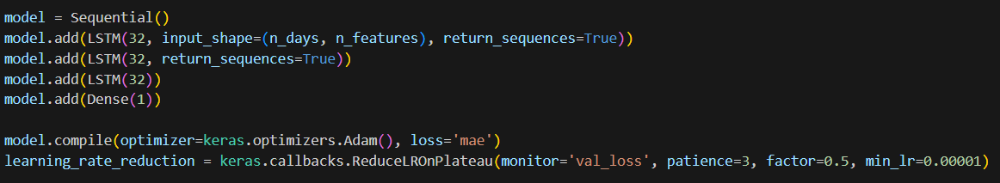 model = Sequential()
model.add(LSTM(32, input_shape=(n_days, n_features), return_sequences=True))
model.add(LSTM(32, return_sequences=True))
model.add(LSTM(32))
model.add(Dense(1))
model.compile(optimizer=keras.optimizers.Adam(), loss='mae')
learning_rate_reduction = keras.callbacks.ReduceLROnPlateau(monitor='val_loss', patience=3, factor=0.5, min_lr=0.00001)